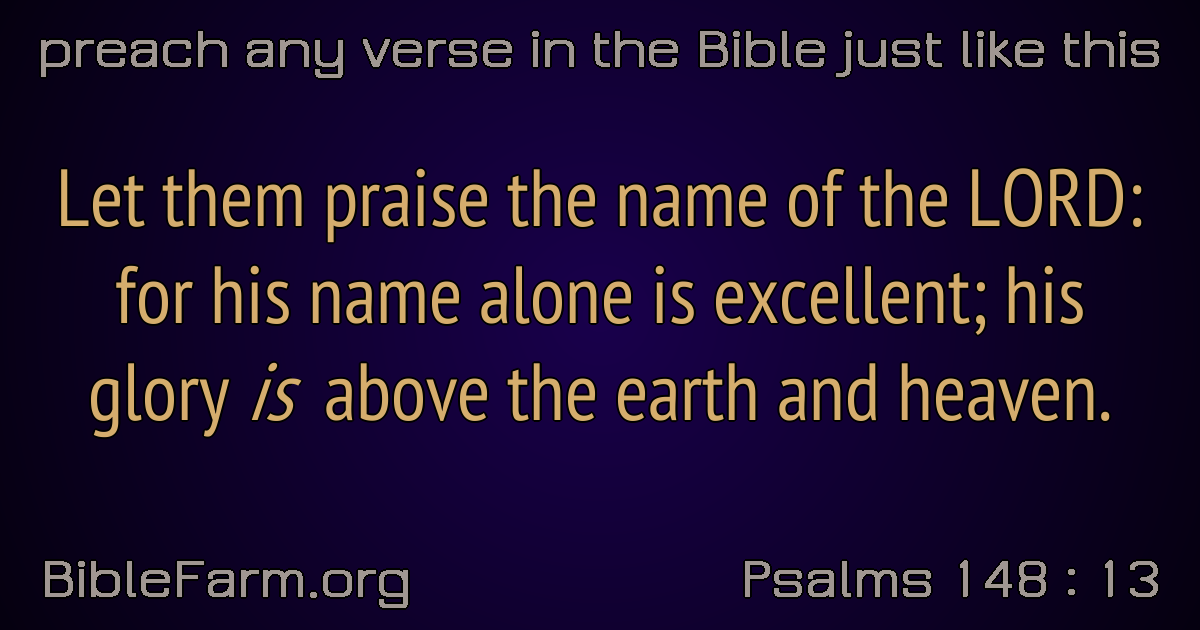 preach any verse in the Bible just like this
Let them praise the name of the LORD:
for his name alone is excellent; his
glory is above the earth and heaven.
BibleFarm.org
Psalms 148 : 13